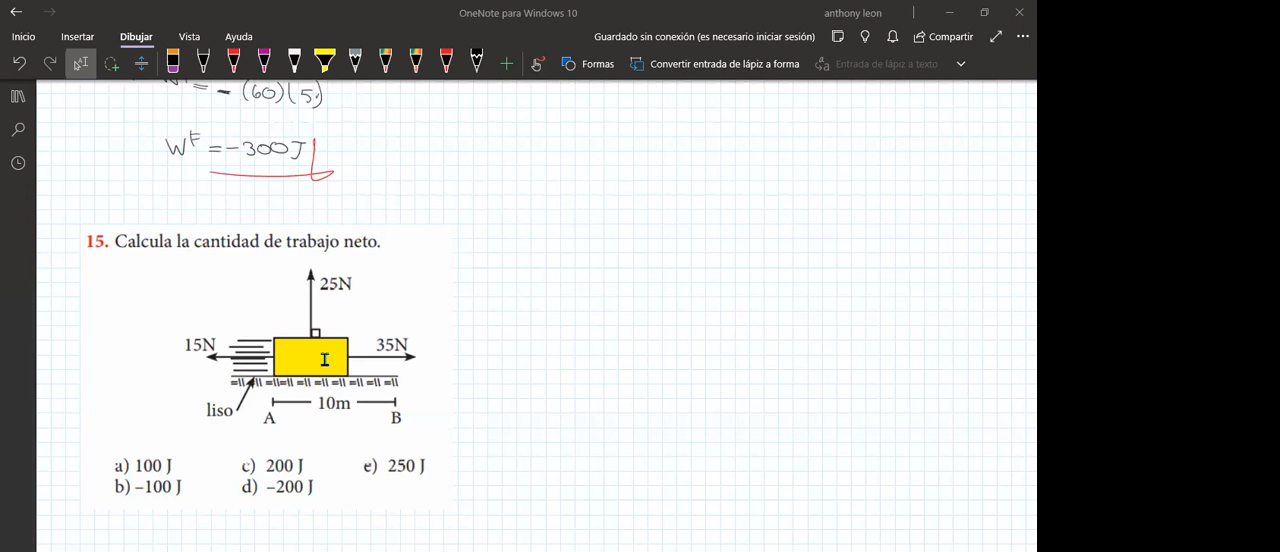 OneNote para Windows 10
anthony leon
Inicio Insertar Dibujar Vista Ayuda
Guardado sin conexión (es necesario iniciar sesión) Compartir
Formas Convertir entrada de lápiz a forma Entrada de lápiz a texto
= - (60)(5)
W^F = -300J
15. Calcula la cantidad de trabajo neto.
25N
15N 35N
liso
10m
A B
a) 100 J c) 200 J e) 250 J
b) –100 J d) –200 J